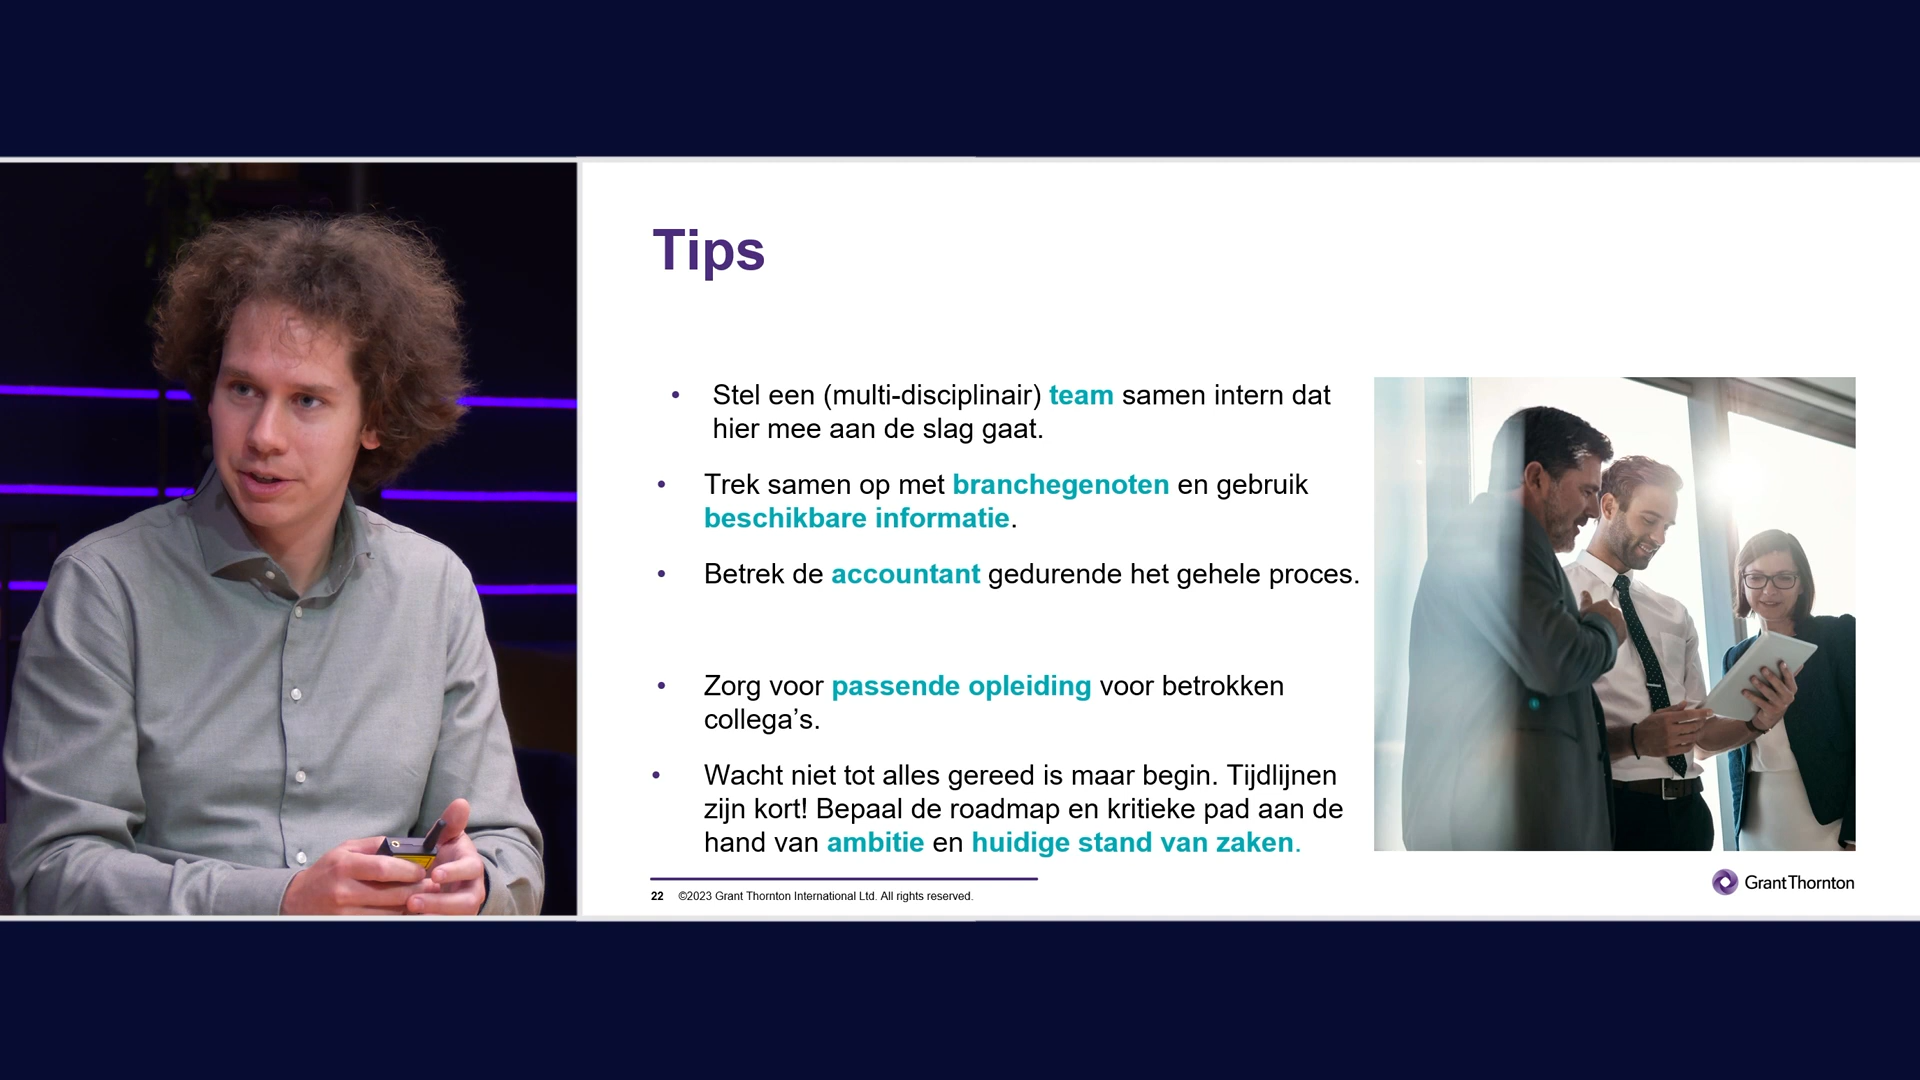 Tips
• Stel een (multi-disciplinair) team samen intern dat
hier mee aan de slag gaat.
• Trek samen op met branchegenoten en gebruik
beschikbare informatie.
• Betrek de accountant gedurende het gehele proces.
• Zorg voor passende opleiding voor betrokken
collega’s.
• Wacht niet tot alles gereed is maar begin. Tijdlijnen
zijn kort! Bepaal de roadmap en kritieke pad aan de
hand van ambitie en huidige stand van zaken.
22 ©2023 Grant Thornton International Ltd. All rights reserved.
GrantThornton